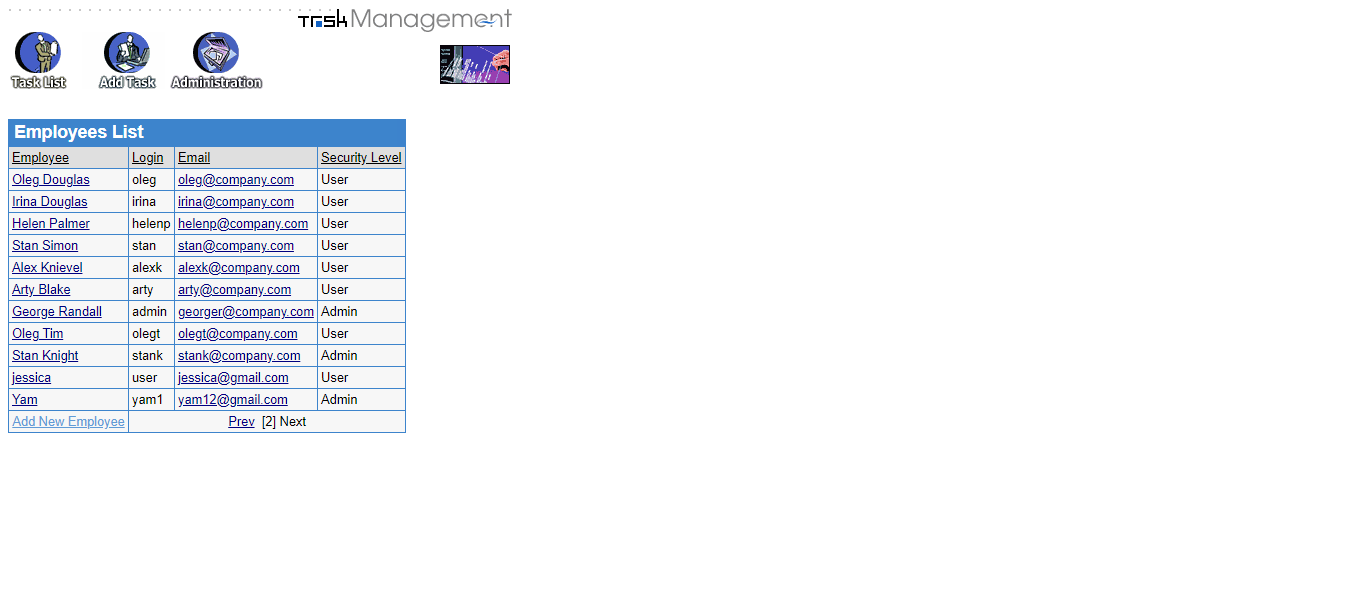 Task Management
Task List Add Task Administration
Employees List
Employee Login Email Security Level
Oleg Douglas oleg oleg@company.com User
Irina Douglas irina irina@company.com User
Helen Palmer helenp helenp@company.com User
Stan Simon stan stan@company.com User
Alex Knievel alexk alexk@company.com User
Arty Blake arty arty@company.com User
George Randall admin georger@company.com Admin
Oleg Tim olegt olegt@company.com User
Stan Knight stank stank@company.com Admin
jessica user jessica@gmail.com User
Yam yam1 yam12@gmail.com Admin
Add New Employee Prev [2] Next